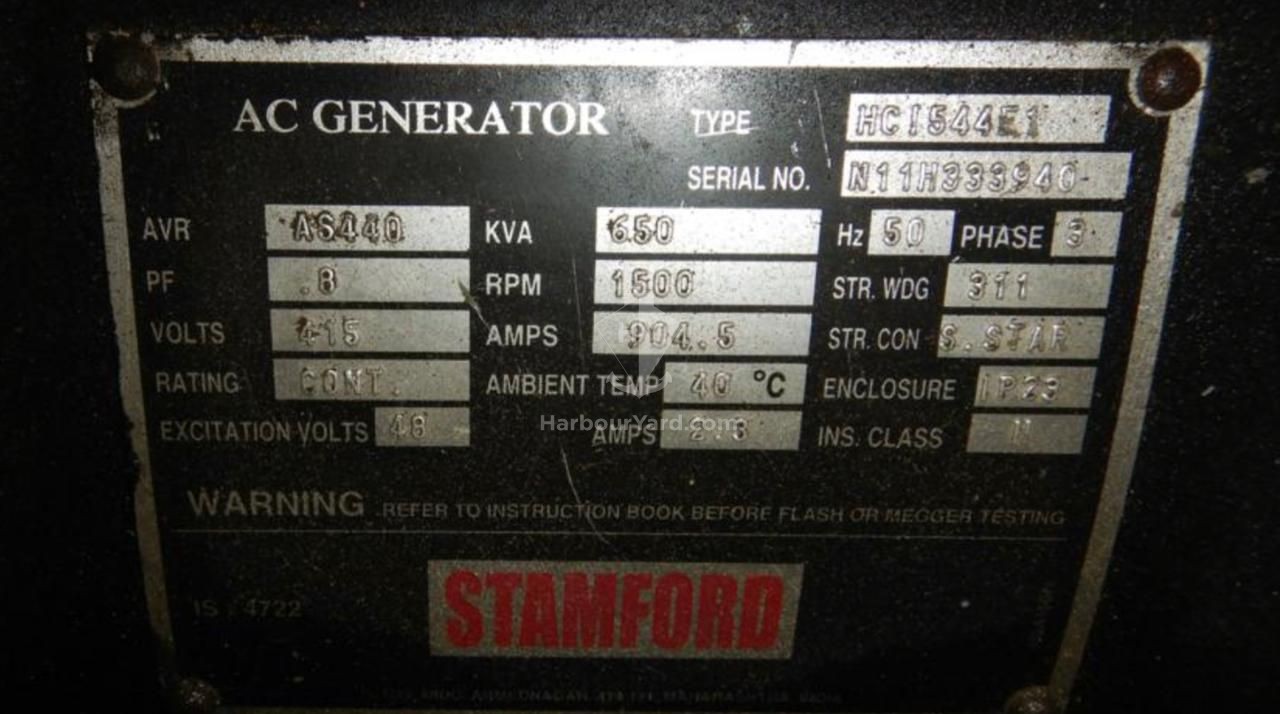 AC GENERATOR TYPE HCI544E1
SERIAL NO. N11H333940
AVR AS440 KVA 650 Hz 50 PHASE 3
PF .8 RPM 1500 STR. WDG 311
VOLTS 415 AMPS 904.5 STR. CON S.STAR
RATING CONT. AMBIENT TEMP 40 °C ENCLOSURE IP23
EXCITATION VOLTS 48 AMPS 2.8 INS. CLASS H
HarbourYard.com
WARNING REFER TO INSTRUCTION BOOK BEFORE FLASH OR MEGGER TESTING
STAMFORD
IS : 4722